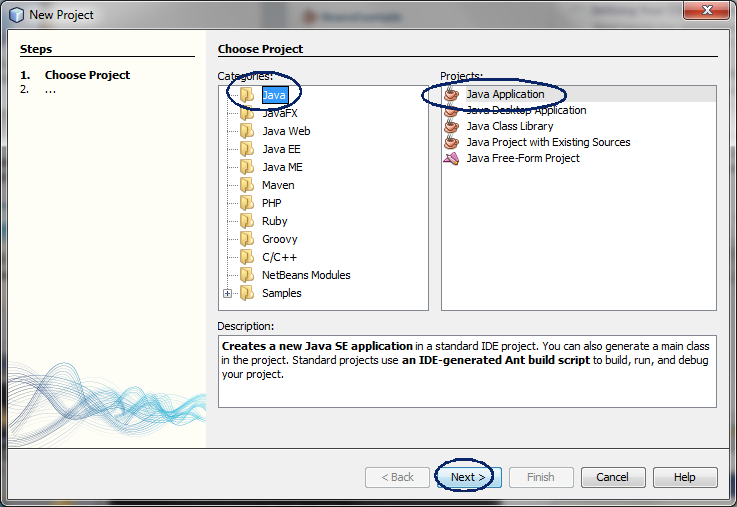 New Project
Steps
1. Choose Project
2. ...
Choose Project
Categories:
Java
JavaFX
Java Web
Java EE
Java ME
Maven
PHP
Ruby
Groovy
C/C++
NetBeans Modules
Samples
Projects:
Java Application
Java Desktop Application
Java Class Library
Java Project with Existing Sources
Java Free-Form Project
Description:
Creates a new Java SE application in a standard IDE project. You can also generate a main class
in the project. Standard projects use an IDE-generated Ant build script to build, run, and debug
your project.
< Back
Next >
Finish
Cancel
Help